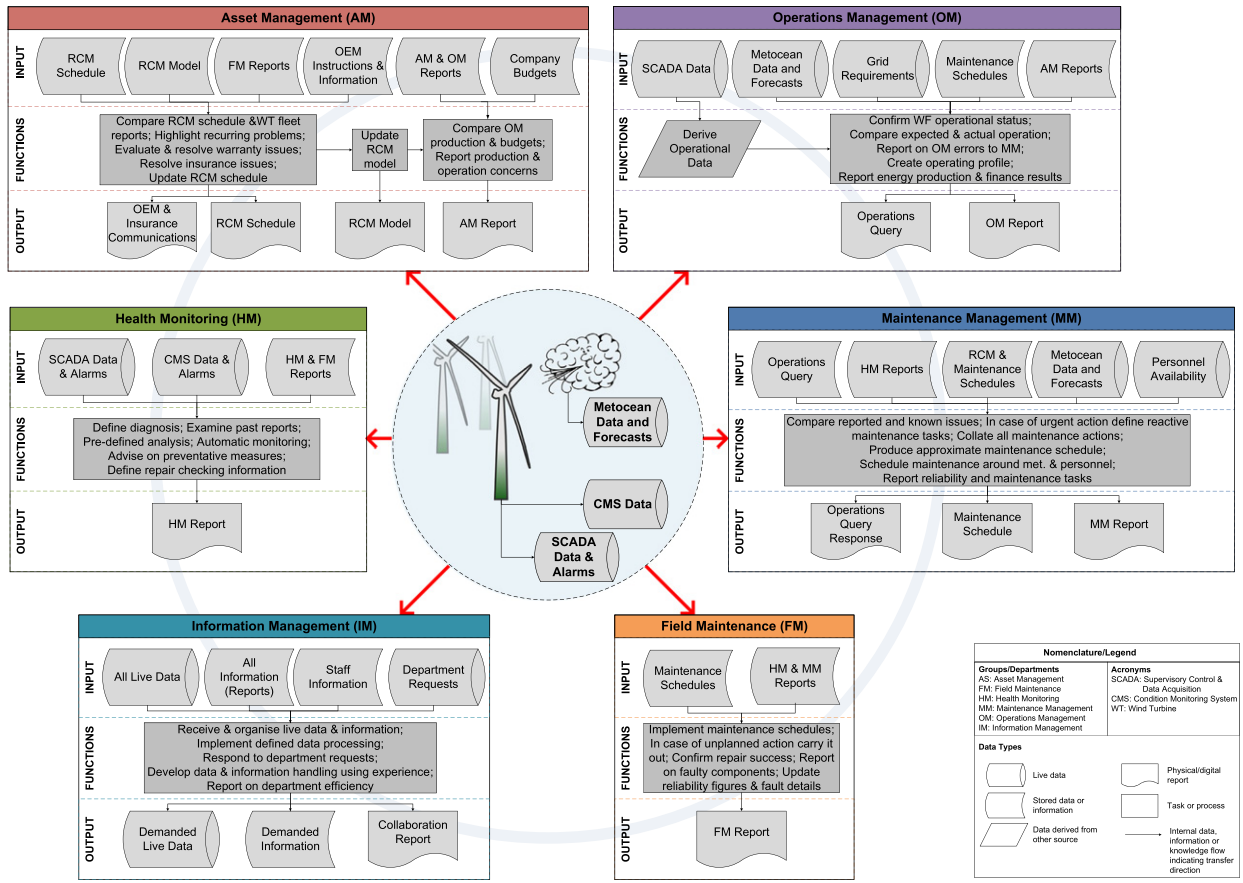 Asset Management (AM)
INPUT
RCM
Schedule
RCM Model
FM Reports
OEM
Instructions &
Information
AM & OM
Reports
Company
Budgets
FUNCTIONS
Compare RCM schedule &WT fleet
reports; Highlight recurring problems;
Evaluate & resolve warranty issues;
Resolve insurance issues;
Update RCM schedule
Update
RCM
model
Compare OM
production & budgets;
Report production &
operation concerns
OUTPUT
OEM &
Insurance
Communications
RCM Schedule
RCM Model
AM Report
Operations Management (OM)
INPUT
SCADA Data
Metocean
Data and
Forecasts
Grid
Requirements
Maintenance
Schedules
AM Reports
FUNCTIONS
Derive
Operational
Data
Confirm WF operational status;
Compare expected & actual operation;
Report on OM errors to MM;
Create operating profile;
Report energy production & finance results
OUTPUT
Operations
Query
OM Report
Health Monitoring (HM)
INPUT
SCADA Data
& Alarms
CMS Data &
Alarms
HM & FM
Reports
FUNCTIONS
Define diagnosis; Examine past reports;
Pre-defined analysis; Automatic monitoring;
Advise on preventative measures;
Define repair checking information
OUTPUT
HM Report
Metocean
Data and
Forecasts
CMS Data
SCADA
Data &
Alarms
Maintenance Management (MM)
INPUT
Operations
Query
HM Reports
RCM &
Maintenance
Schedules
Metocean
Data and
Forecasts
Personnel
Availability
FUNCTIONS
Compare reported and known issues; In case of urgent action define reactive
maintenance tasks; Collate all maintenance actions;
Produce approximate maintenance schedule;
Schedule maintenance around met. & personnel;
Report reliability and maintenance tasks
OUTPUT
Operations
Query
Response
Maintenance
Schedule
MM Report
Information Management (IM)
INPUT
All Live Data
All
Information
(Reports)
Staff
Information
Department
Requests
FUNCTIONS
Receive & organise live data & information;
Implement defined data processing;
Respond to department requests;
Develop data & information handling using experience;
Report on department efficiency
OUTPUT
Demanded
Live Data
Demanded
Information
Collaboration
Report
Field Maintenance (FM)
INPUT
Maintenance
Schedules
HM & MM
Reports
FUNCTIONS
Implement maintenance schedules;
In case of unplanned action carry it
out; Confirm repair success; Report
on faulty components; Update
reliability figures & fault details
OUTPUT
FM Report
Nomenclature/Legend
Groups/Departments
AS: Asset Management
FM: Field Maintenance
HM: Health Monitoring
MM: Maintenance Management
OM: Operations Management
IM: Information Management
Acronyms
SCADA: Supervisory Control &
Data Acquisition
CMS: Condition Monitoring System
WT: Wind Turbine
Data Types
Live data
Stored data or
information
Data derived from
other source
Physical/digital
report
Task or process
Internal data,
information or
knowledge flow
indicating transfer
direction